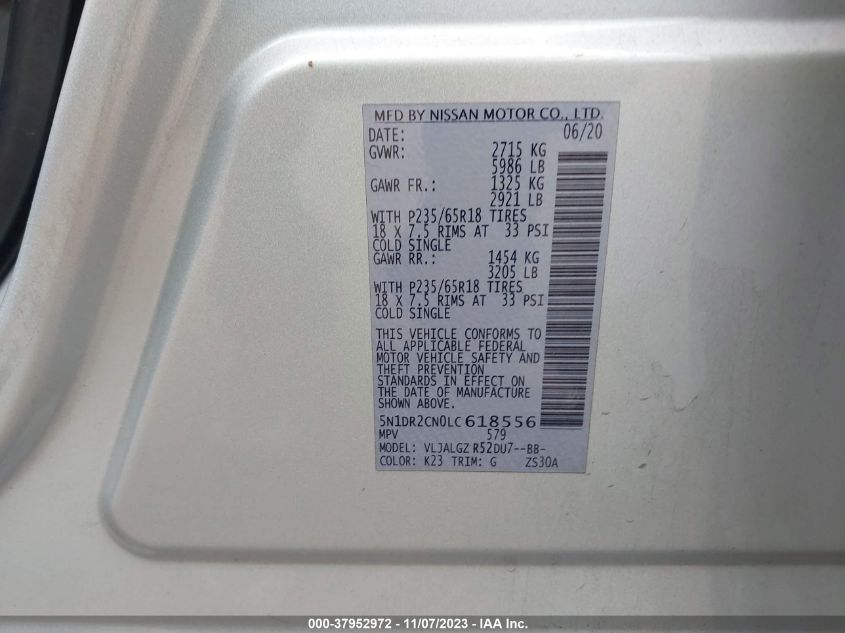 MFD BY NISSAN MOTOR CO., LTD.
DATE: 06/20
GVWR: 2715 KG
5986 LB
GAWR FR.: 1325 KG
2921 LB
WITH P235/65R18 TIRES
18 X 7.5 RIMS AT 33 PSI
COLD SINGLE
GAWR RR.: 1454 KG
3205 LB
WITH P235/65R18 TIRES
18 X 7.5 RIMS AT 33 PSI
COLD SINGLE
THIS VEHICLE CONFORMS TO
ALL APPLICABLE FEDERAL
MOTOR VEHICLE SAFETY AND
THEFT PREVENTION
STANDARDS IN EFFECT ON
THE DATE OF MANUFACTURE
SHOWN ABOVE.
5N1DR2CN0LC618556
MPV 579
MODEL: VLJALGZ R52DU7--BB-
COLOR: K23 TRIM: G ZS30A
000-37952972 - 11/07/2023 - IAA Inc.